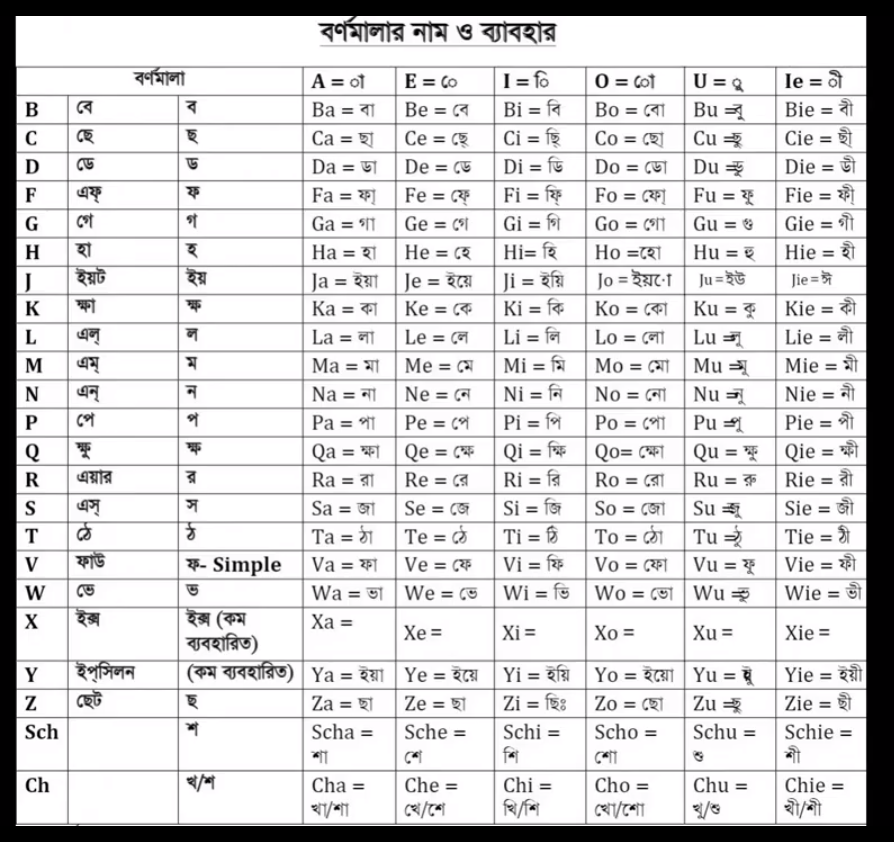 বর্ণমালার নাম ও ব্যাবহার
বর্ণমালা A = া E = ে I = ি O = ো U = ু Ie = ী
B বে ব Ba = বা Be = বে Bi = বি Bo = বো Bu = বু Bie = বী
C ছে ছ Ca = ছা Ce = ছে Ci = ছি Co = ছো Cu = ছু Cie = ছী
D ডে ড Da = ডা De = ডে Di = ডি Do = ডো Du = ডু Die = ডী
F এফ্ ফ Fa = ফা Fe = ফে Fi = ফি Fo = ফো Fu = ফু Fie = ফী
G গে গ Ga = গা Ge = গে Gi = গি Go = গো Gu = গু Gie = গী
H হা হ Ha = হা He = হে Hi= হি Ho =হো Hu = হু Hie = হী
J ইয়ট ইয় Ja = ইয়া Je = ইয়ে Ji = ইয়ি Jo = ইয়ো Ju = ইউ Jie = ঈ
K ক্ষা ক্ষ Ka = কা Ke = কে Ki = কি Ko = কো Ku = কু Kie = কী
L এল্ ল La = লা Le = লে Li = লি Lo = লো Lu = লু Lie = লী
M এম্ ম Ma = মা Me = মে Mi = মি Mo = মো Mu = মু Mie = মী
N এন্ ন Na = না Ne = নে Ni = নি No = নো Nu = নু Nie = নী
P পে প Pa = পা Pe = পে Pi = পি Po = পো Pu = পু Pie = পী
Q ক্ষু ক্ষ Qa = ক্ষা Qe = ক্ষে Qi = ক্ষি Qo= ক্ষো Qu = ক্ষু Qie = ক্ষী
R এয়ার র Ra = রা Re = রে Ri = রি Ro = রো Ru = রু Rie = রী
S এস্ স Sa = জা Se = জে Si = জি So = জো Su = জু Sie = জী
T ঠে ঠ Ta = ঠা Te = ঠে Ti = ঠি To = ঠো Tu = ঠু Tie = ঠী
V ফাউ ফ- Simple Va = ফা Ve = ফে Vi = ফি Vo = ফো Vu = ফু Vie = ফী
W ভে ভ Wa = ভা We = ভে Wi = ভি Wo = ভো Wu = ভু Wie = ভী
X ইক্স ইক্স (কম Xa =
ব্যবহারিত) Xe = Xi = Xo = Xu = Xie =
Y ইপ্সিলন (কম ব্যবহারিত) Ya = ইয়া Ye = ইয়ে Yi = ইয়ি Yo = ইয়ো Yu = Yie = ইয়ী
Z ছেট ছ Za = ছা Ze = ছা Zi = ছিঃ Zo = ছো Zu = ছু Zie = ছী
Sch শ Scha = Sche = Schi = Scho = Schu = Schie =
শা শে শি শো শু শী
Ch খ/শ Cha = Che = Chi = Cho = Chu = Chie =
খা/শা খে/শে খি/শি খো/শো খু/শু খী/শী